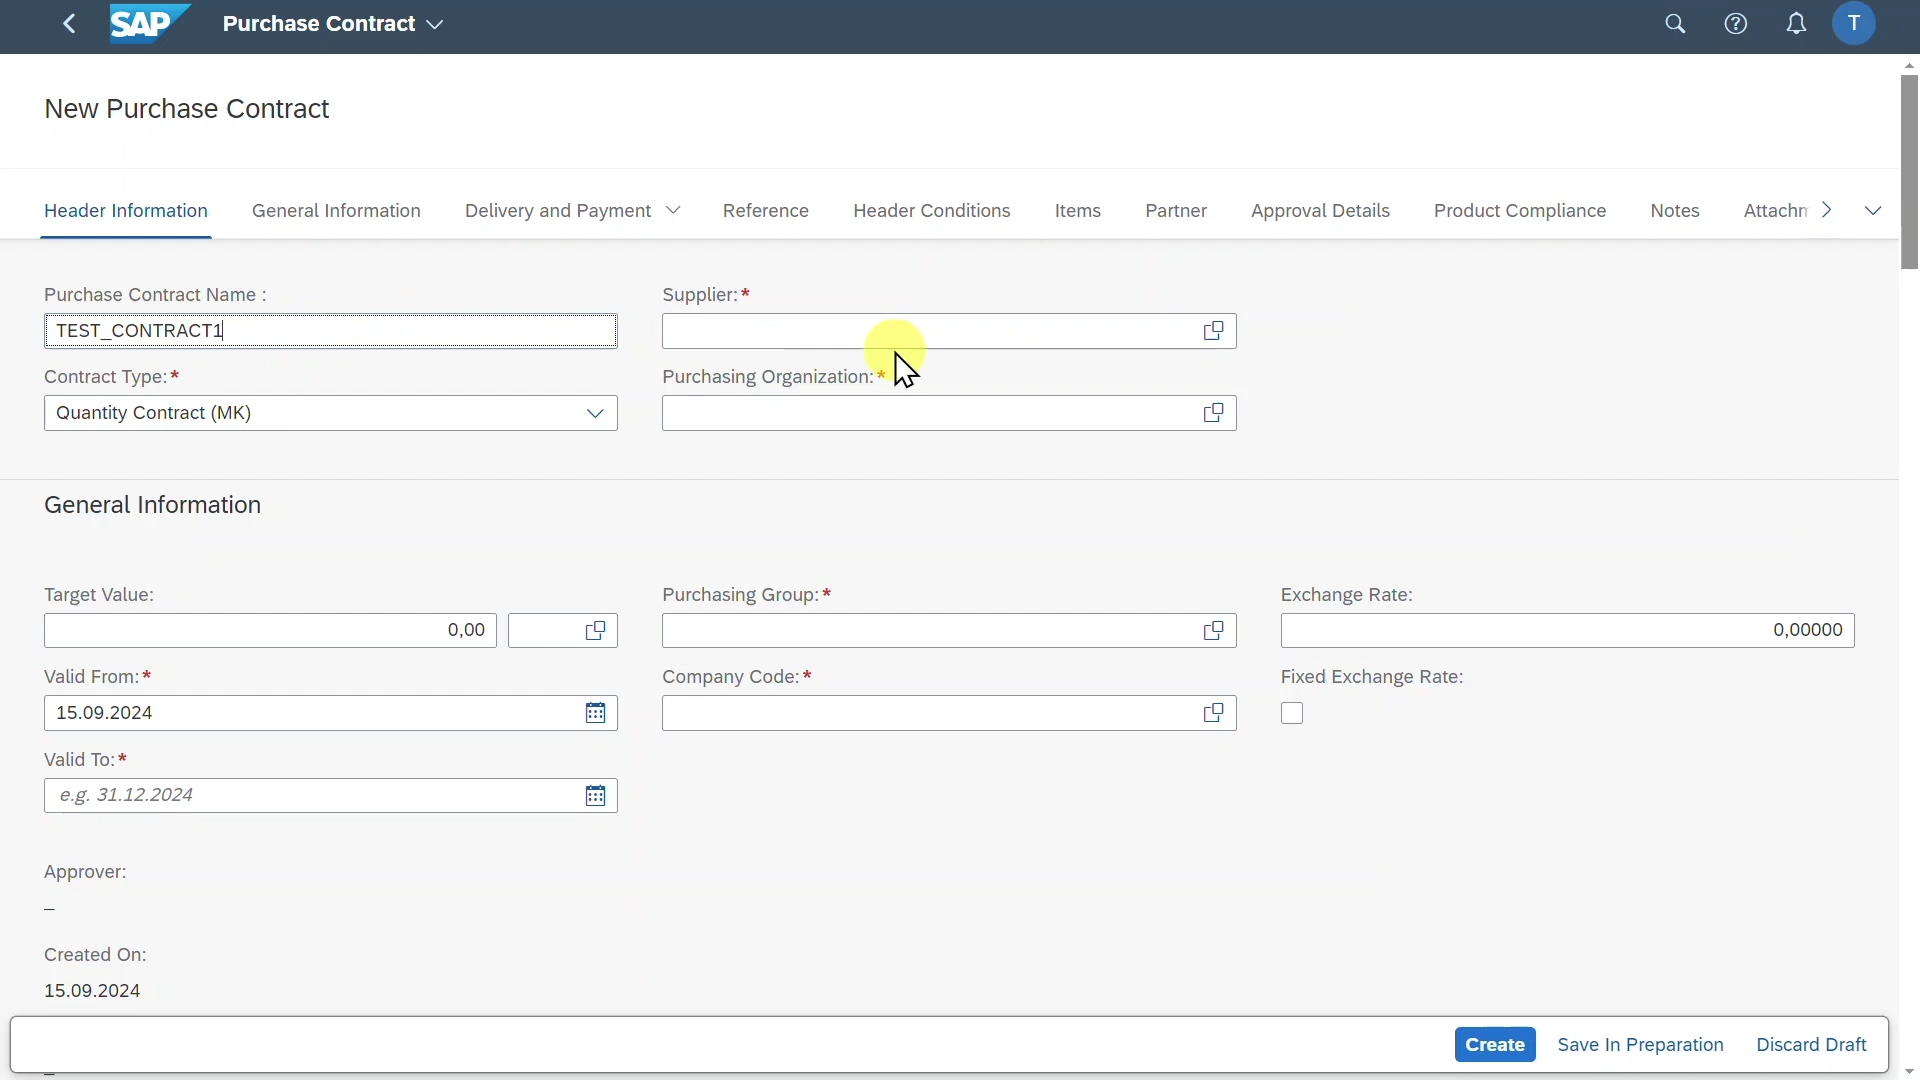 SAP Purchase Contract
T
New Purchase Contract
Header Information General Information Delivery and Payment Reference Header Conditions Items Partner Approval Details Product Compliance Notes
Purchase Contract Name :
TEST_CONTRACT1
Supplier:*
Contract Type:*
Quantity Contract (MK)
Purchasing Organization:*
General Information
Target Value:
0,00
Purchasing Group:*
Exchange Rate:
0,00000
Valid From:*
15.09.2024
Company Code:*
Fixed Exchange Rate:
Valid To:*
e.g. 31.12.2024
Approver:
–
Created On:
15.09.2024
Create Save In Preparation Discard Draft